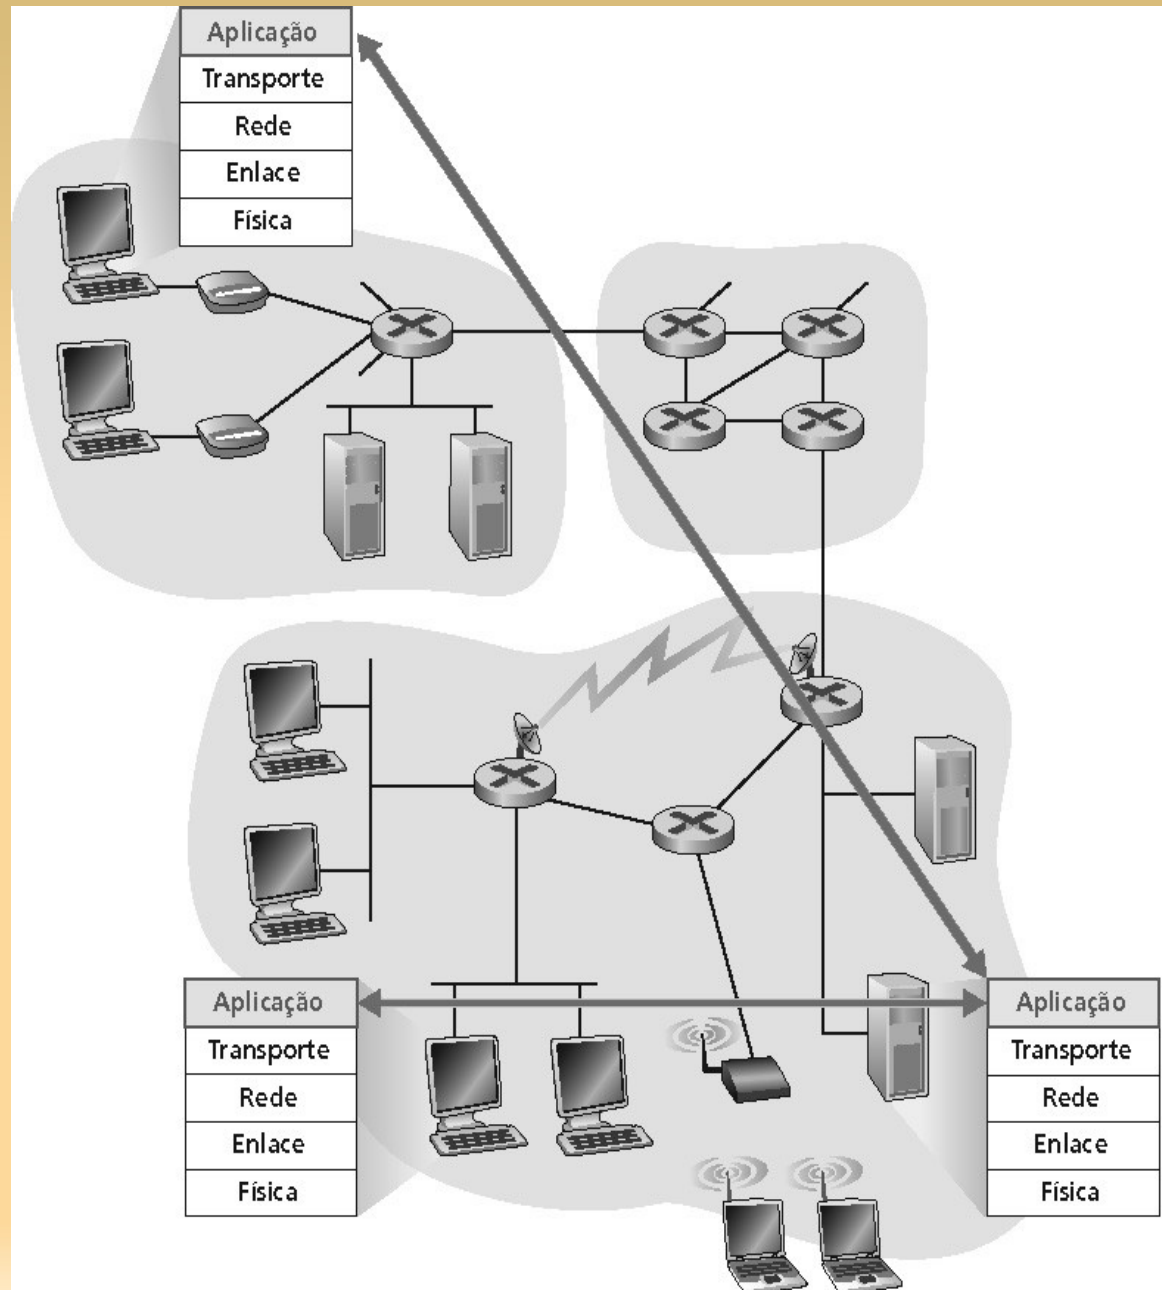 Aplicação
Transporte
Rede
Enlace
Física
Aplicação
Transporte
Rede
Enlace
Física
Aplicação
Transporte
Rede
Enlace
Física